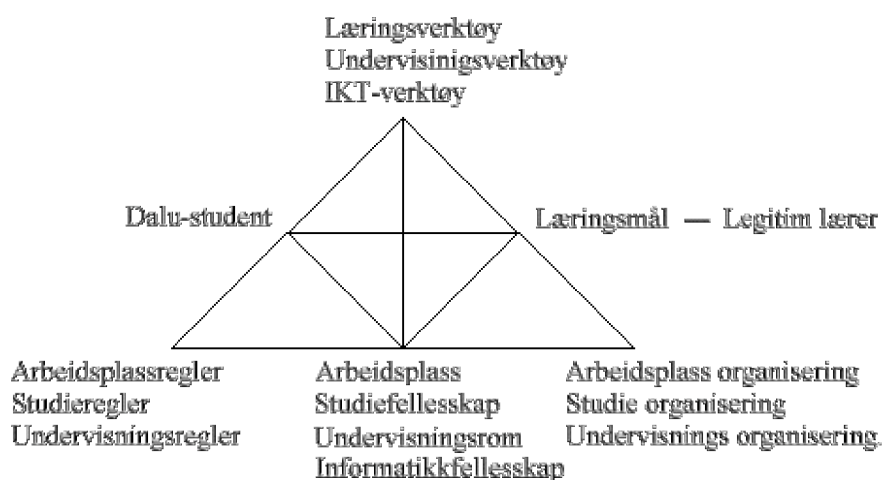 Læringsverktøy
Undervisinigsverktøy
IKT-verktøy
Dalu-student
Læringsmål — Legitim lærer
Arbeidsplassregler
Studieregler
Undervisningsregler
Arbeidsplass
Studiefellesskap
Undervisningsrom
Informatikkfellesskap
Arbeidsplass organisering
Studie organisering
Undervisnings organisering.